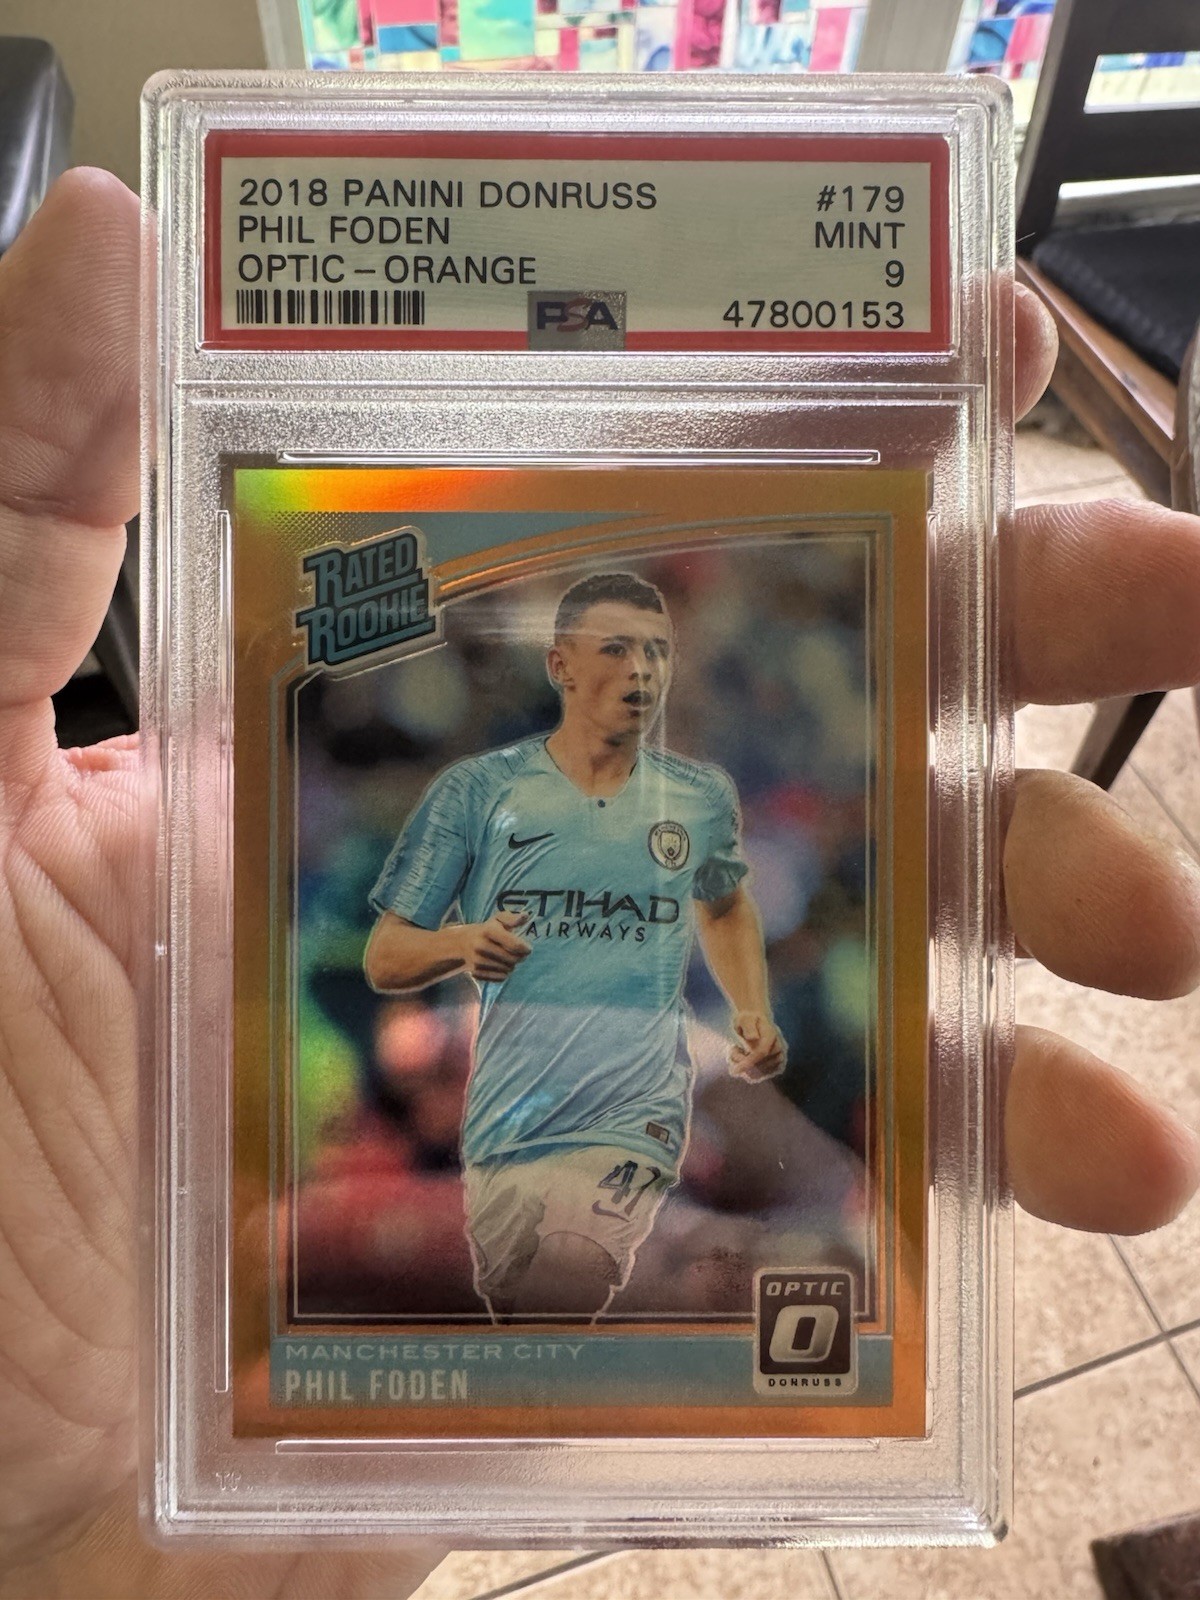 2018 PANINI DONRUSS #179
PHIL FODEN MINT
OPTIC – ORANGE 9
PSA 47800153
RATED
ROOKIE
ETIHAD
AIRWAYS
47
OPTIC
O
DONRUSS
MANCHESTER CITY
PHIL FODEN